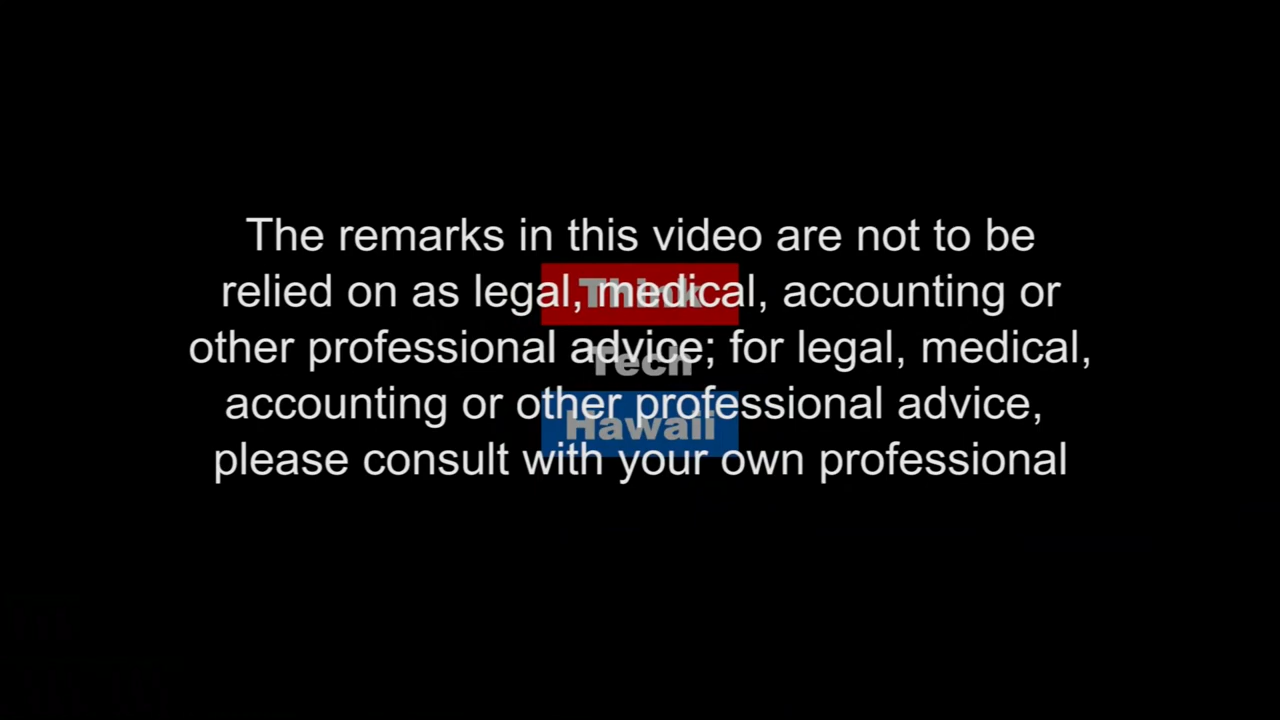 The remarks in this video are not to be
relied on as legal, medical, accounting or
other professional advice; for legal, medical,
accounting or other professional advice,
please consult with your own professional
Think
Tech
Hawaii